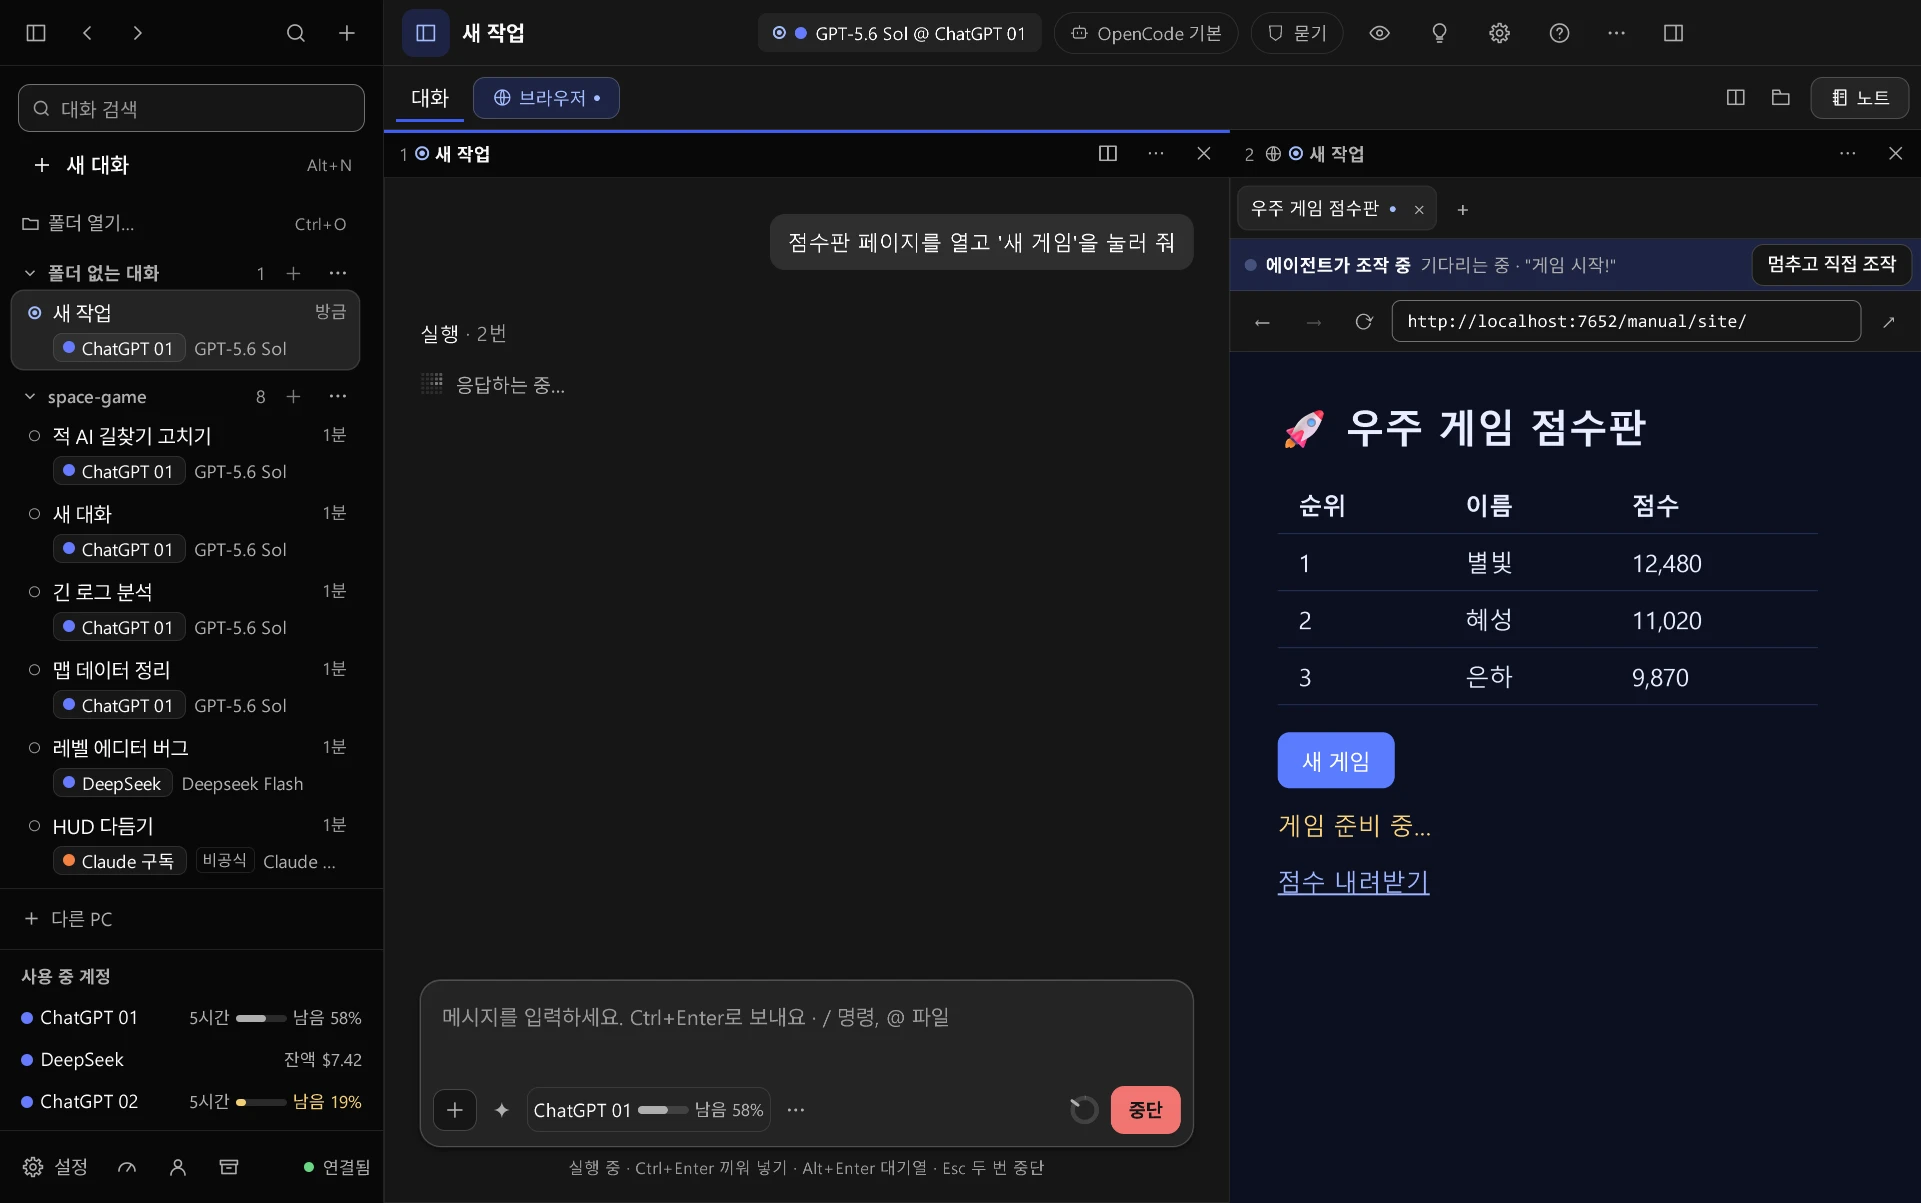 새 작업
GPT-5.6 Sol @ ChatGPT 01
OpenCode 기본
묻기
대화 검색
새 대화 Alt+N
폴더 열기... Ctrl+O
폴더 없는 대화 1
새 작업 방금
ChatGPT 01 GPT-5.6 Sol
space-game 8
적 AI 길찾기 고치기 1분
ChatGPT 01 GPT-5.6 Sol
새 대화 1분
ChatGPT 01 GPT-5.6 Sol
긴 로그 분석 1분
ChatGPT 01 GPT-5.6 Sol
맵 데이터 정리 1분
ChatGPT 01 GPT-5.6 Sol
레벨 에디터 버그 1분
DeepSeek Deepseek Flash
HUD 다듬기 1분
Claude 구독 비공식 Claude ...
다른 PC
사용 중 계정
ChatGPT 01 5시간 남음 58%
DeepSeek 잔액 $7.42
ChatGPT 02 5시간 남음 19%
설정 연결됨
대화
브라우저
노트
1 새 작업
점수판 페이지를 열고 '새 게임'을 눌러 줘
실행 · 2번
응답하는 중...
메시지를 입력하세요. Ctrl+Enter로 보내요 · / 명령, @ 파일
ChatGPT 01 남음 58%
중단
실행 중 · Ctrl+Enter 끼워 넣기 · Alt+Enter 대기열 · Esc 두 번 중단
2 새 작업
우주 게임 점수판
에이전트가 조작 중 기다리는 중 · "게임 시작!"
멈추고 직접 조작
http://localhost:7652/manual/site/
우주 게임 점수판
순위 이름 점수
1 별빛 12,480
2 혜성 11,020
3 은하 9,870
새 게임
게임 준비 중...
점수 내려받기